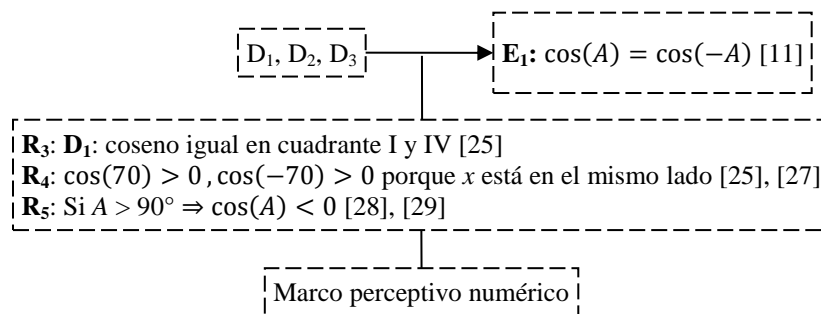 D₁, D₂, D₃
E₁: cos(A) = cos(−A) [11]
R₃: D₁: coseno igual en cuadrante I y IV [25]
R₄: cos(70) > 0 , cos(−70) > 0 porque x está en el mismo lado [25], [27]
R₅: Si A > 90° ⇒ cos(A) < 0 [28], [29]
Marco perceptivo numérico